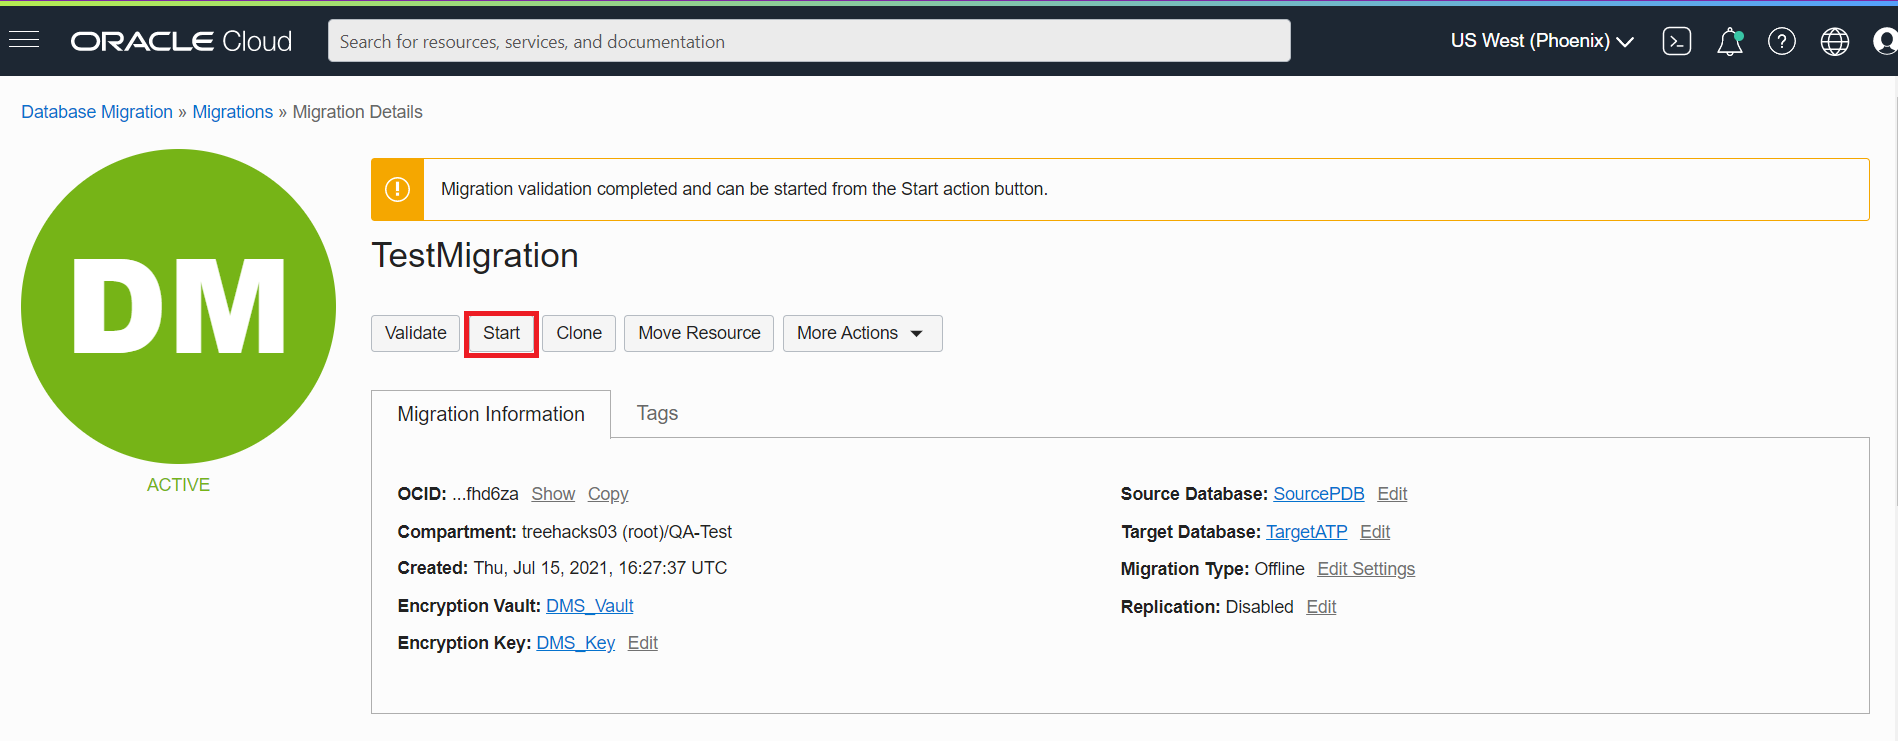 ORACLE Cloud
Search for resources, services, and documentation
US West (Phoenix)
Database Migration » Migrations » Migration Details
DM
ACTIVE
Migration validation completed and can be started from the Start action button.
TestMigration
Validate Start Clone Move Resource More Actions
Migration Information Tags
OCID: ...fhd6za Show Copy
Compartment: treehacks03 (root)/QA-Test
Created: Thu, Jul 15, 2021, 16:27:37 UTC
Encryption Vault: DMS_Vault
Encryption Key: DMS_Key Edit
Source Database: SourcePDB Edit
Target Database: TargetATP Edit
Migration Type: Offline Edit Settings
Replication: Disabled Edit